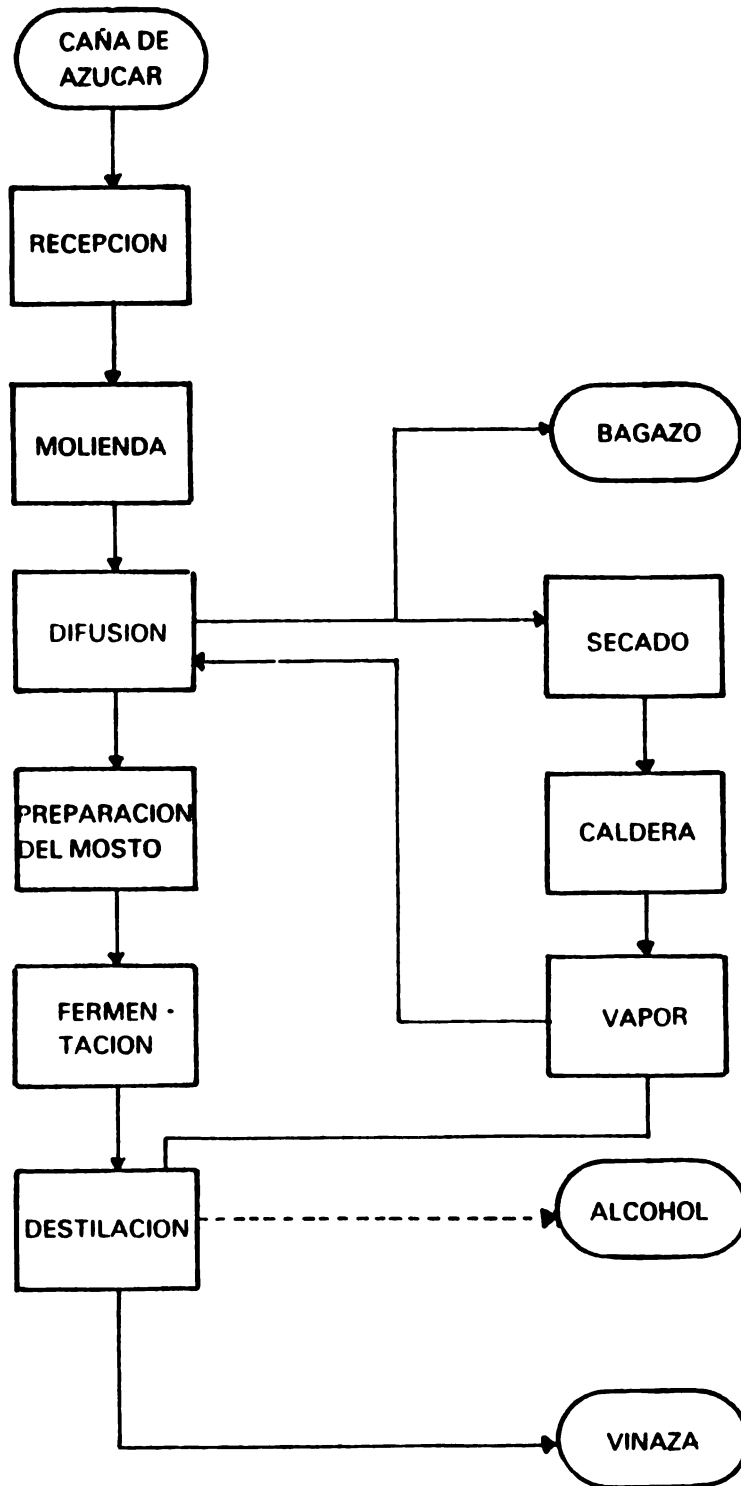 CAÑA DE
AZUCAR
RECEPCION
MOLIENDA
BAGAZO
DIFUSION
SECADO
PREPARACION
DEL MOSTO
CALDERA
FERMEN -
TACION
VAPOR
DESTILACION
ALCOHOL
VINAZA